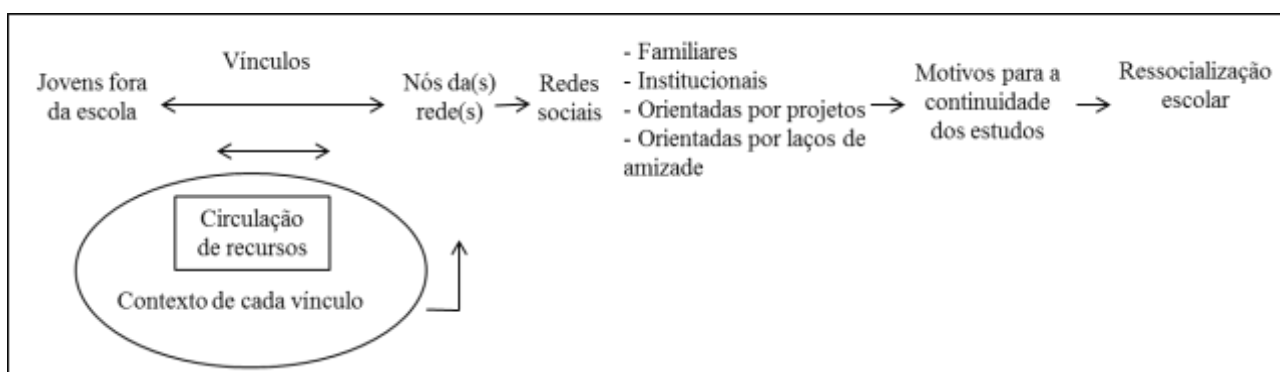 Jovens fora
da escola
Vínculos
Nós da(s)
rede(s)
Redes
sociais
- Familiares
- Institucionais
- Orientadas por projetos
- Orientadas por laços de
amizade
Motivos para a
continuidade
dos estudos
Ressocialização
escolar
Circulação
de recursos
Contexto de cada vínculo